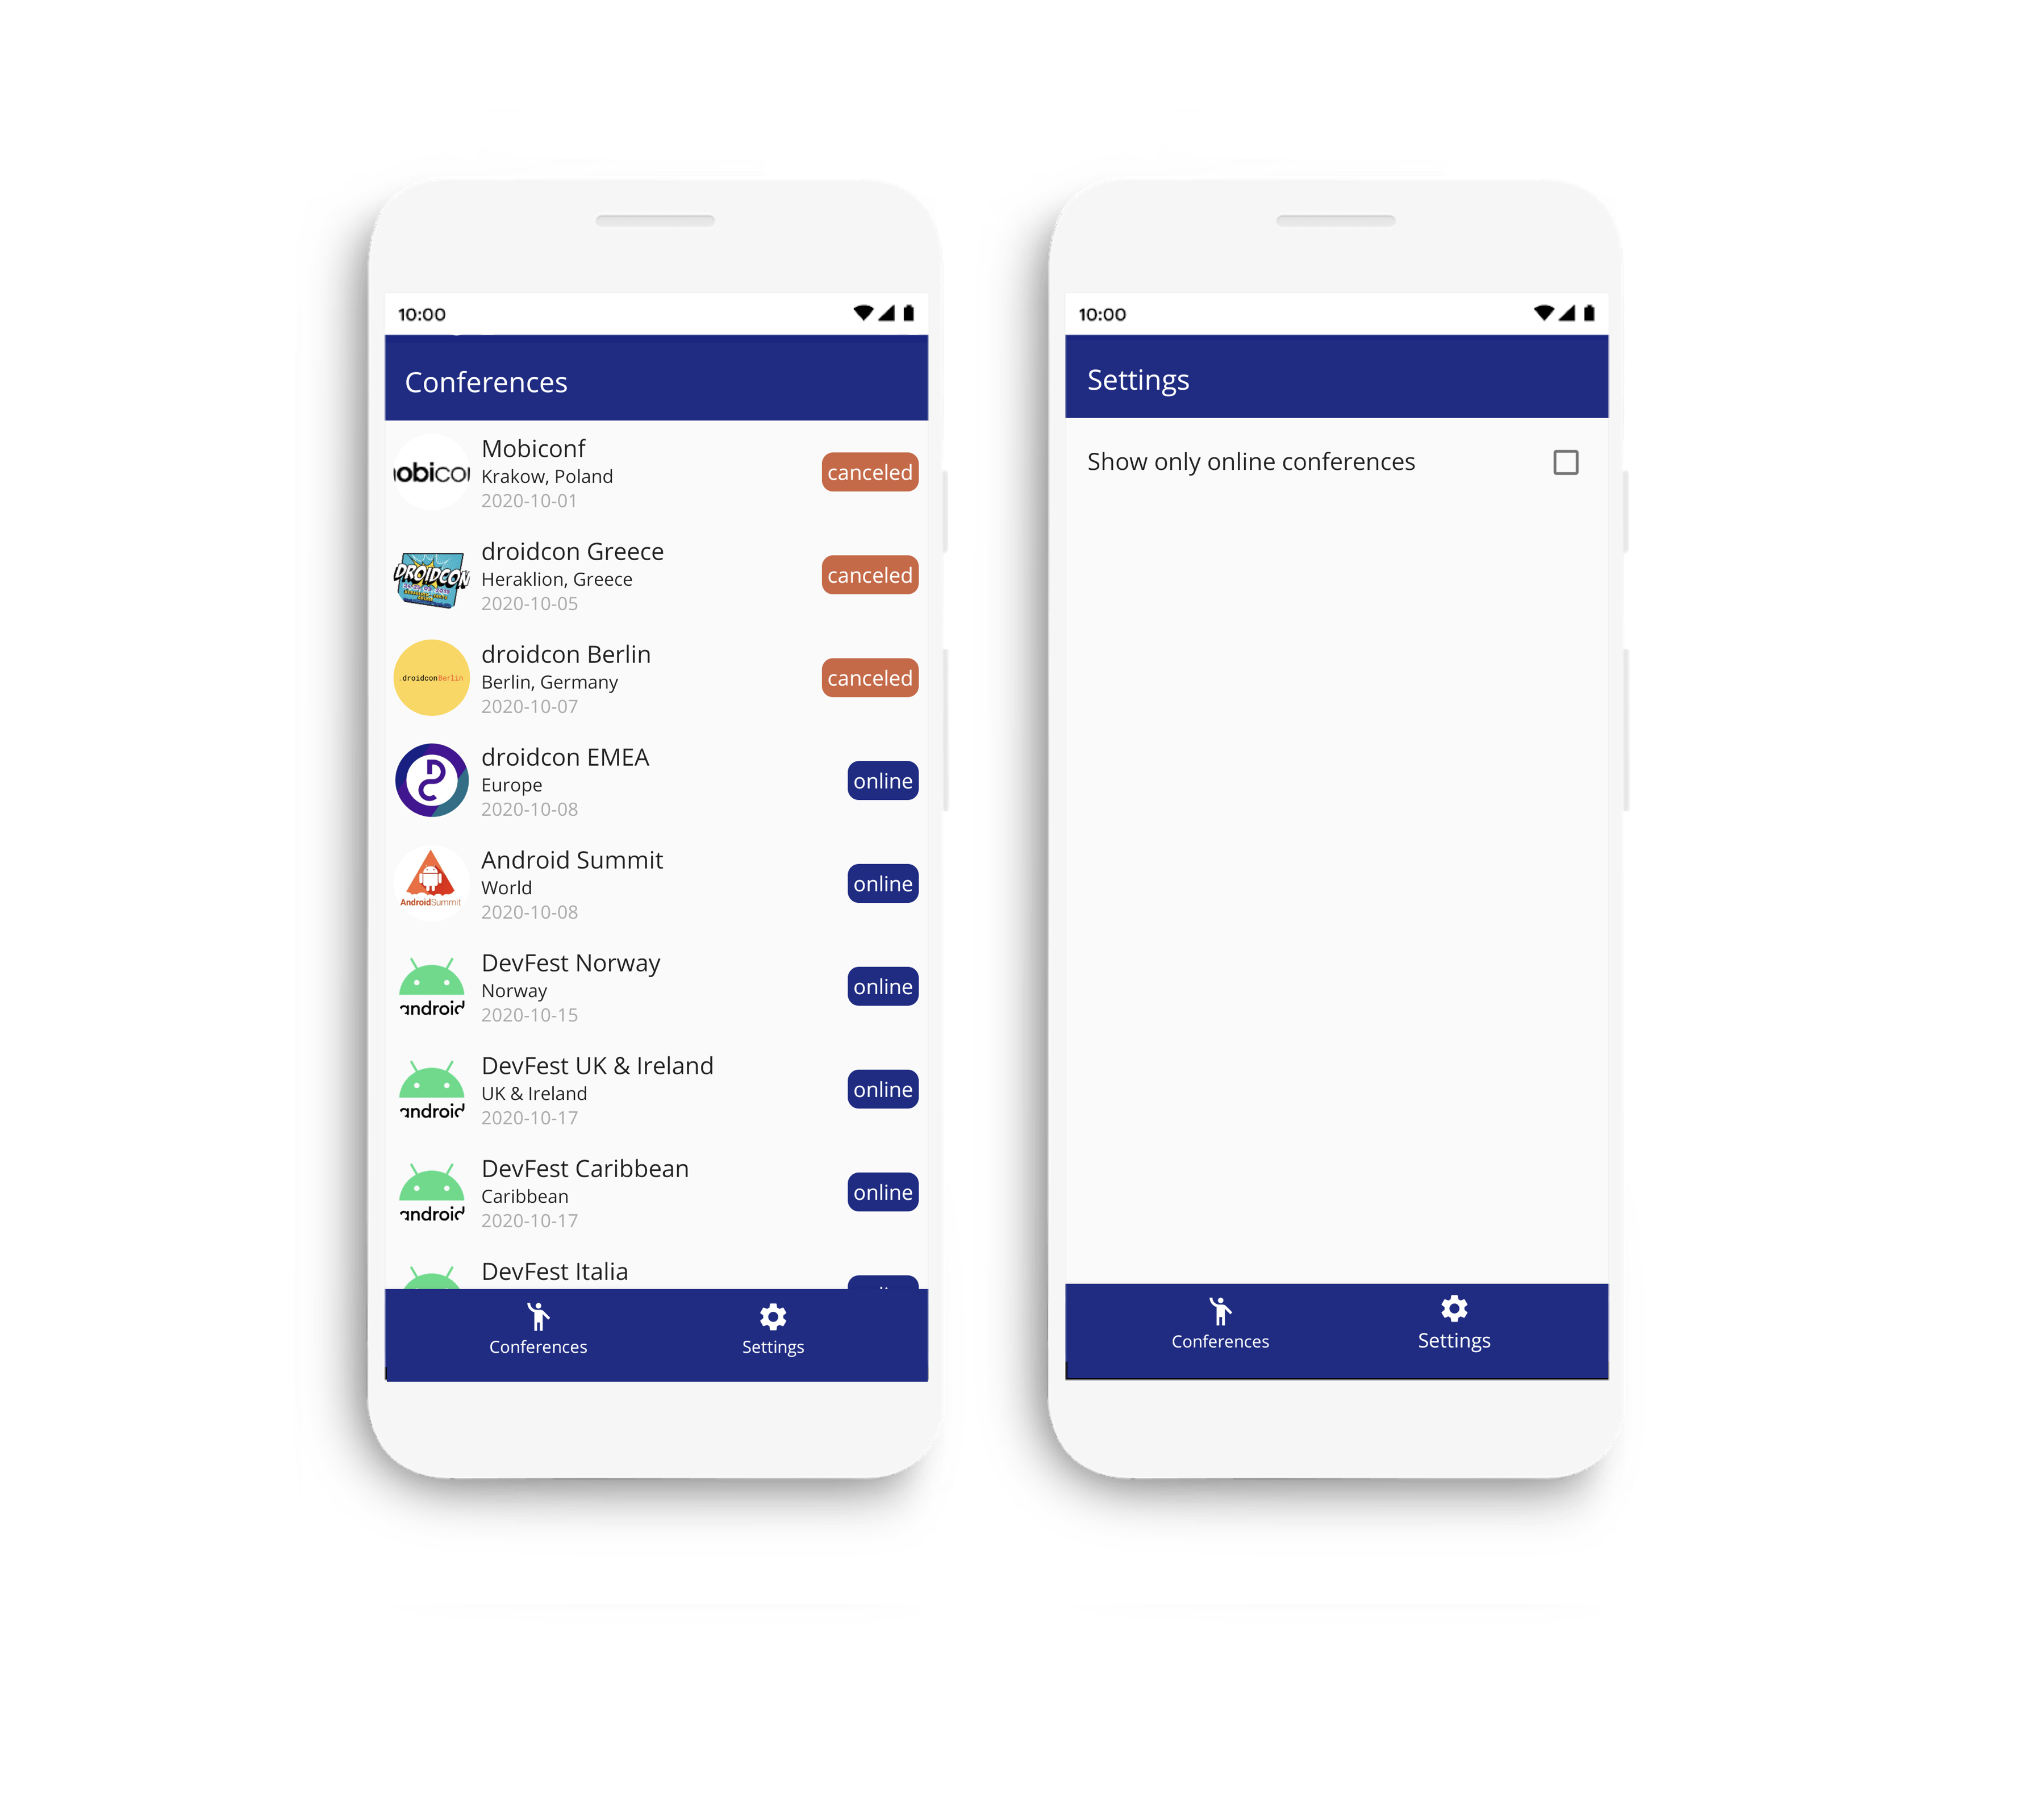 10:00
Conferences
obico
Mobiconf
Krakow, Poland
2020-10-01
canceled
DROIDCON
droidcon Greece
Heraklion, Greece
2020-10-05
canceled
.droidconBerlin
droidcon Berlin
Berlin, Germany
2020-10-07
canceled
droidcon EMEA
Europe
2020-10-08
online
AndroidSummit
Android Summit
World
2020-10-08
online
android
DevFest Norway
Norway
2020-10-15
online
android
DevFest UK & Ireland
UK & Ireland
2020-10-17
online
android
DevFest Caribbean
Caribbean
2020-10-17
online
DevFest Italia
Conferences
Settings
10:00
Settings
Show only online conferences
Conferences
Settings